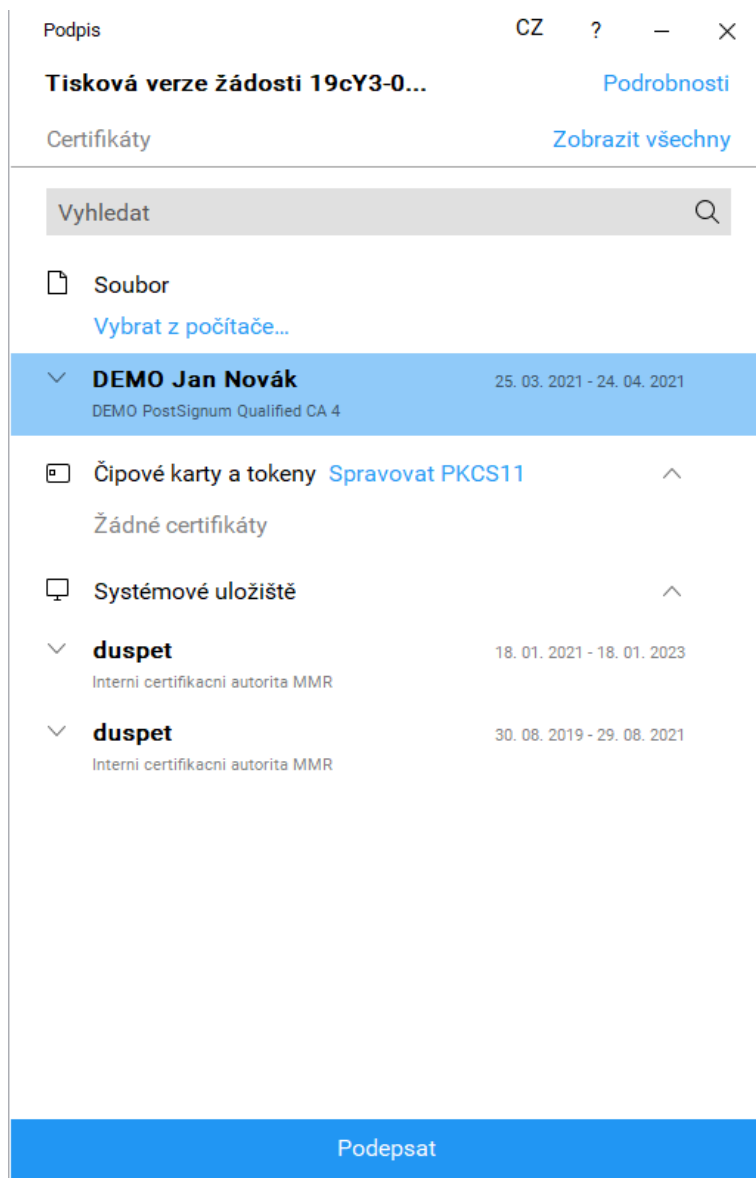 Podpis CZ ? – ×
Tisková verze žádosti 19cY3-0... Podrobnosti
Certifikáty Zobrazit všechny
Vyhledat
Soubor
Vybrat z počítače...
DEMO Jan Novák 25. 03. 2021 - 24. 04. 2021
DEMO PostSignum Qualified CA 4
Čipové karty a tokeny Spravovat PKCS11
Žádné certifikáty
Systémové uložiště
duspet 18. 01. 2021 - 18. 01. 2023
Interni certifikacni autorita MMR
duspet 30. 08. 2019 - 29. 08. 2021
Interni certifikacni autorita MMR
Podepsat